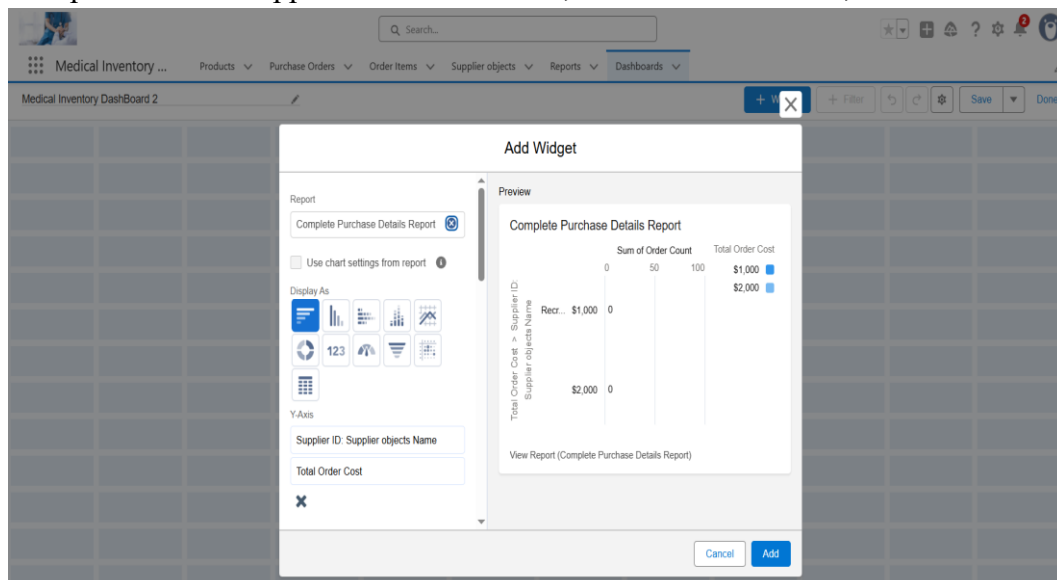 Search...
2
Medical Inventory ...
Products
Purchase Orders
Order Items
Supplier objects
Reports
Dashboards
Medical Inventory DashBoard 2
+ Filter
Save
Done
Add Widget
Report
Complete Purchase Details Report
Use chart settings from report
Display As
123
Y-Axis
Supplier ID: Supplier objects Name
Total Order Cost
Preview
Complete Purchase Details Report
Sum of Order Count
Total Order Cost
0 50 100
$1,000
$2,000
Total Order Cost > Supplier ID:
Supplier objects Name
Recr... $1,000 0
$2,000 0
View Report (Complete Purchase Details Report)
Cancel
Add